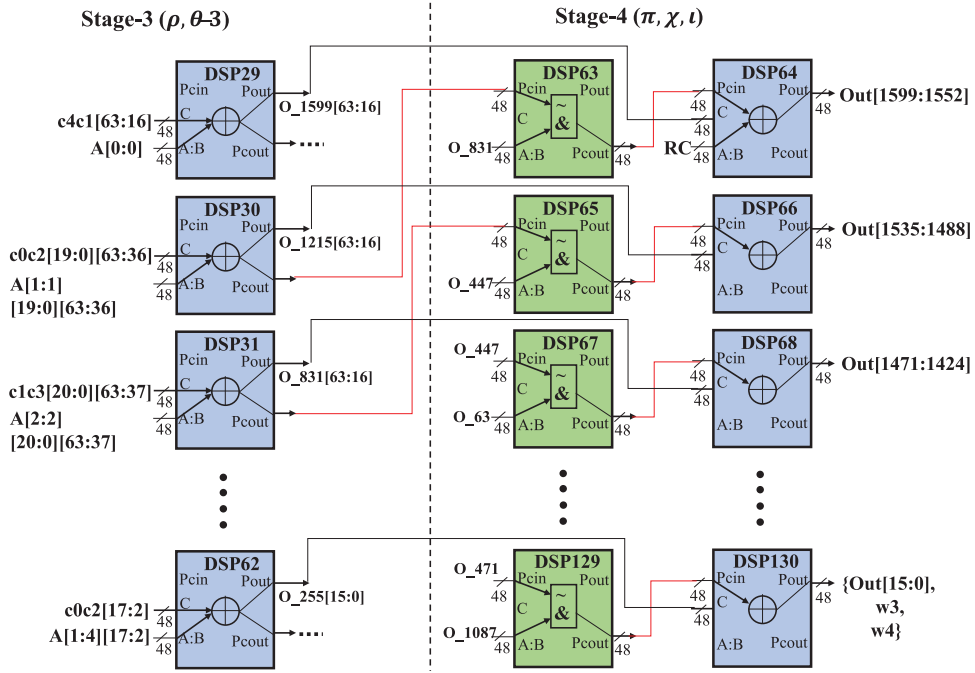 Stage-3 (ρ, θ-3)
Stage-4 (π, χ, ι)
DSP29
Pcin
Pout
C
A:B
Pcout
c4c1[63:16]
48
A[0:0]
48
O_1599[63:16]
DSP63
Pcin
48
C
~
&
O_831
48
A:B
Pcout
48
DSP64
Pcin
Pout
48
C
48
RC
48
A:B
Pcout
48
Out[1599:1552]
DSP30
Pcin
Pout
C
A:B
Pcout
c0c2[19:0][63:36]
48
A[1:1]
[19:0][63:36]
48
O_1215[63:16]
DSP65
Pcin
48
C
~
&
O_447
48
A:B
Pcout
48
DSP66
Pcin
Pout
48
C
48
A:B
Pcout
48
Out[1535:1488]
DSP31
Pcin
Pout
C
A:B
Pcout
c1c3[20:0][63:37]
48
A[2:2]
[20:0][63:37]
48
O_831[63:16]
DSP67
O_447
Pcin
48
C
~
&
O_63
48
A:B
Pcout
48
DSP68
Pcin
Pout
48
C
48
A:B
Pcout
48
Out[1471:1424]
DSP62
Pcin
Pout
C
A:B
Pcout
c0c2[17:2]
48
A[1:4][17:2]
48
O_255[15:0]
DSP129
O_471
Pcin
48
C
~
&
O_1087
48
A:B
Pcout
48
DSP130
Pcin
Pout
48
C
48
A:B
Pcout
48
{Out[15:0],
w3,
w4}